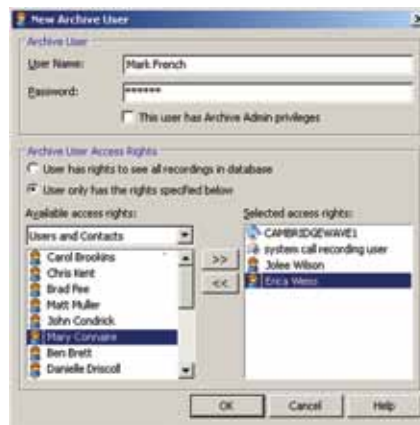 New Archive User
Archive User
User Name: Mark French
Password: ******
This user has Archive Admin privileges
Archive User Access Rights
User has rights to see all recordings in database
User only has the rights specified below
Available access rights:
Users and Contacts
Carol Brookins
Chris Kent
Brad Fee
Matt Muller
John Condrick
Mary Connaire
Ben Brett
Danielle Driscoll
>>
<<
Selected access rights:
CAMBRIDGEWAVE1
system call recording user
Jolee Wilson
Erica Weiss
OK Cancel Help